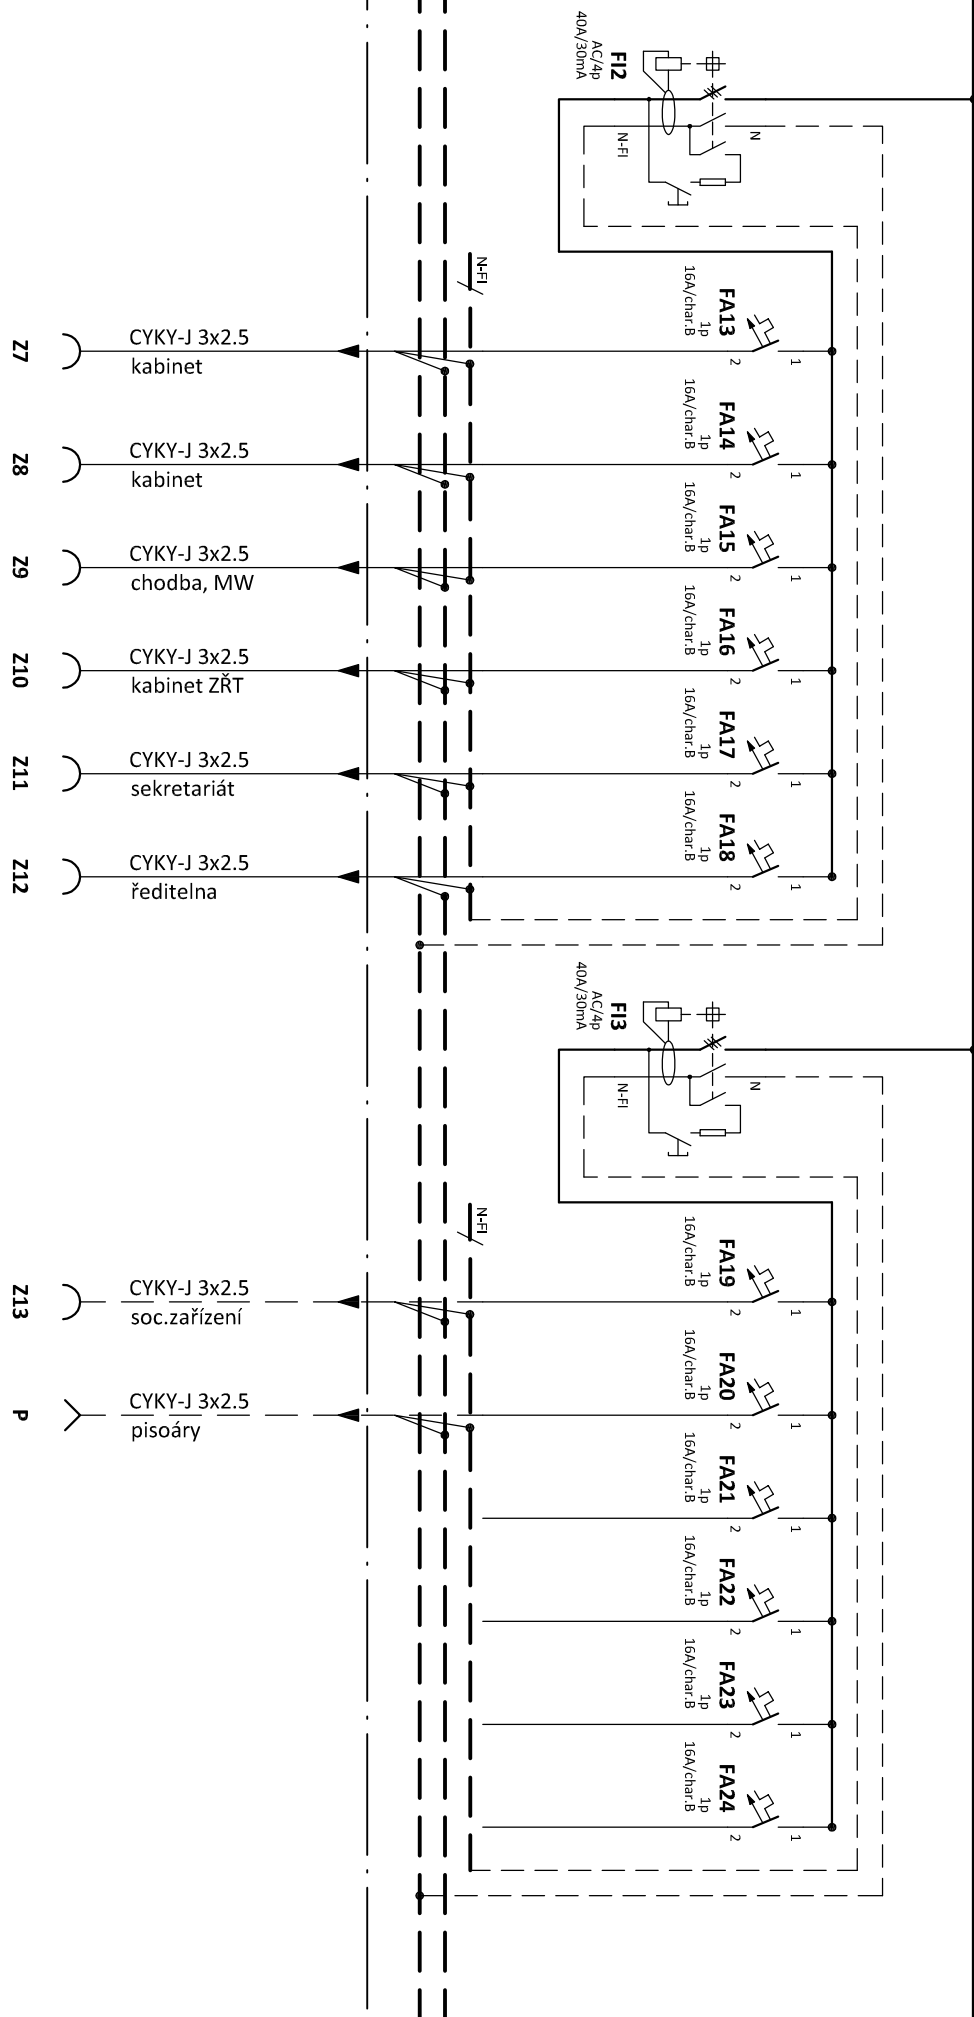 FI2
AC/4p
40A/30mA
N
N-FI
N-FI
FA13
1p
16A/char.B
1
2
CYKY-J 3x2.5
kabinet
Z7
FA14
1p
16A/char.B
1
2
CYKY-J 3x2.5
kabinet
Z8
FA15
1p
16A/char.B
1
2
CYKY-J 3x2.5
chodba, MW
Z9
FA16
1p
16A/char.B
1
2
CYKY-J 3x2.5
kabinet ZŘT
Z10
FA17
1p
16A/char.B
1
2
CYKY-J 3x2.5
sekretariát
Z11
FA18
1p
16A/char.B
1
2
CYKY-J 3x2.5
ředitelna
Z12
FI3
AC/4p
40A/30mA
N
N-FI
N-FI
FA19
1p
16A/char.B
1
2
CYKY-J 3x2.5
soc.zařízení
Z13
FA20
1p
16A/char.B
1
2
CYKY-J 3x2.5
pisoáry
P
FA21
1p
16A/char.B
1
2
FA22
1p
16A/char.B
1
2
FA23
1p
16A/char.B
1
2
FA24
1p
16A/char.B
1
2